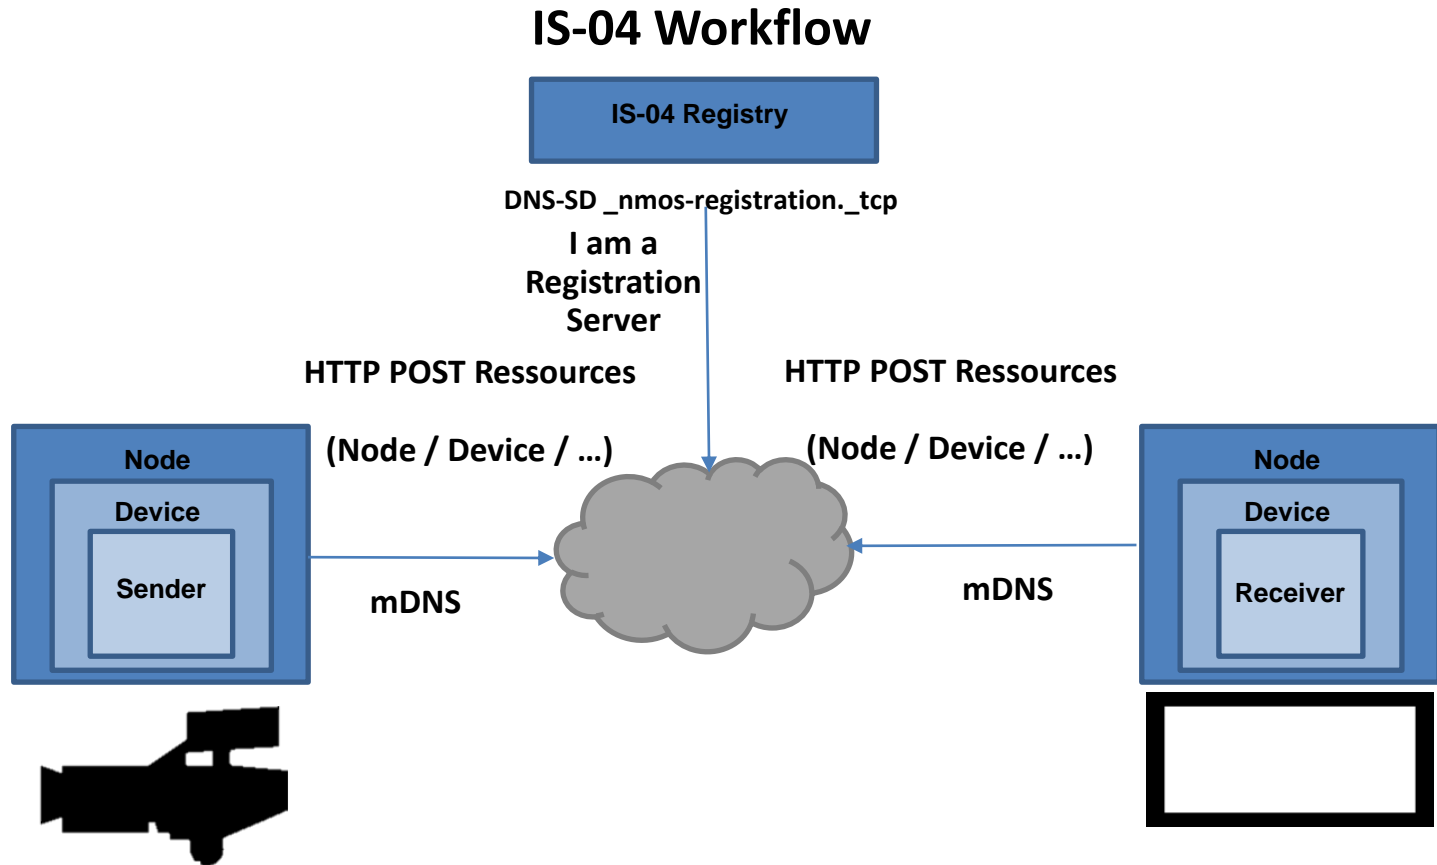 IS-04 Workflow
IS-04 Registry
DNS-SD _nmos-registration._tcp
I am a
Registration
Server
HTTP POST Ressources
(Node / Device / …)
HTTP POST Ressources
(Node / Device / …)
Node
Device
Sender
mDNS
mDNS
Node
Device
Receiver